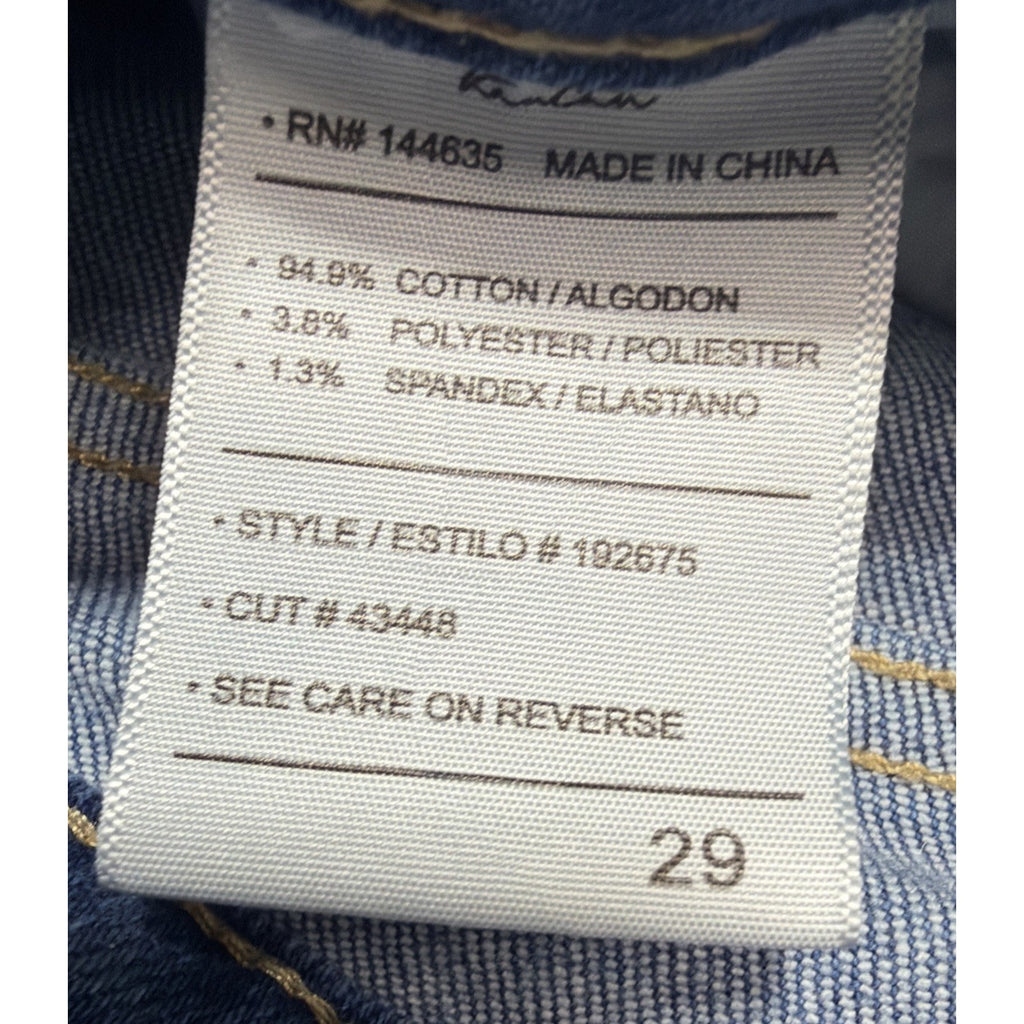 • RN# 144635 MADE IN CHINA
• 94.9% COTTON / ALGODON
• 3.8% POLYESTER / POLIESTER
• 1.3% SPANDEX / ELASTANO
• STYLE / ESTILO # 192675
• CUT # 43448
• SEE CARE ON REVERSE
29